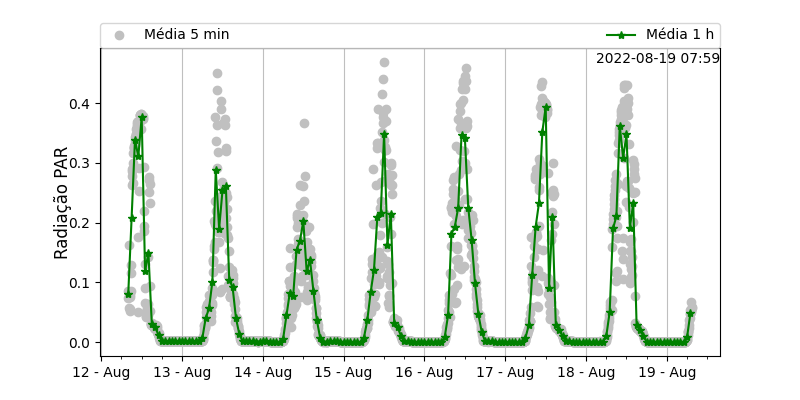 Média 5 min
Média 1 h
2022-08-19 07:59
Radiação PAR
0.4
0.3
0.2
0.1
0.0
12 - Aug
13 - Aug
14 - Aug
15 - Aug
16 - Aug
17 - Aug
18 - Aug
19 - Aug